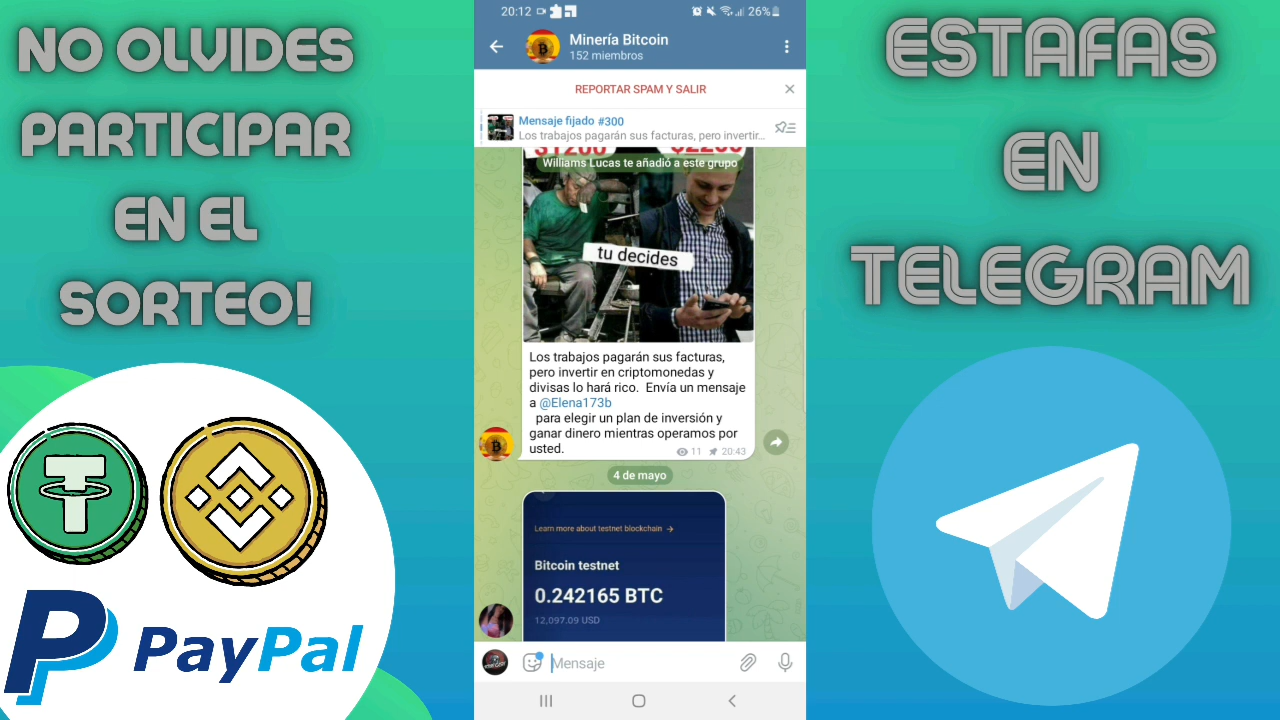 NO OLVIDES
PARTICIPAR
EN EL
SORTEO!
PayPal
20:12
26%
Minería Bitcoin
152 miembros
REPORTAR SPAM Y SALIR
Mensaje fijado #300
Los trabajos pagarán sus facturas, pero invertir...
$1200
$2200
Williams Lucas te añadió a este grupo
tu decides
Los trabajos pagarán sus facturas,
pero invertir en criptomonedas y
divisas lo hará rico. Envía un mensaje
a @Elena173b
para elegir un plan de inversión y
ganar dinero mientras operamos por
usted.
11
20:43
4 de mayo
Learn more about testnet blockchain →
Bitcoin testnet
0.242165 BTC
12,097.09 USD
Mensaje
ESTAFAS
EN
TELEGRAM